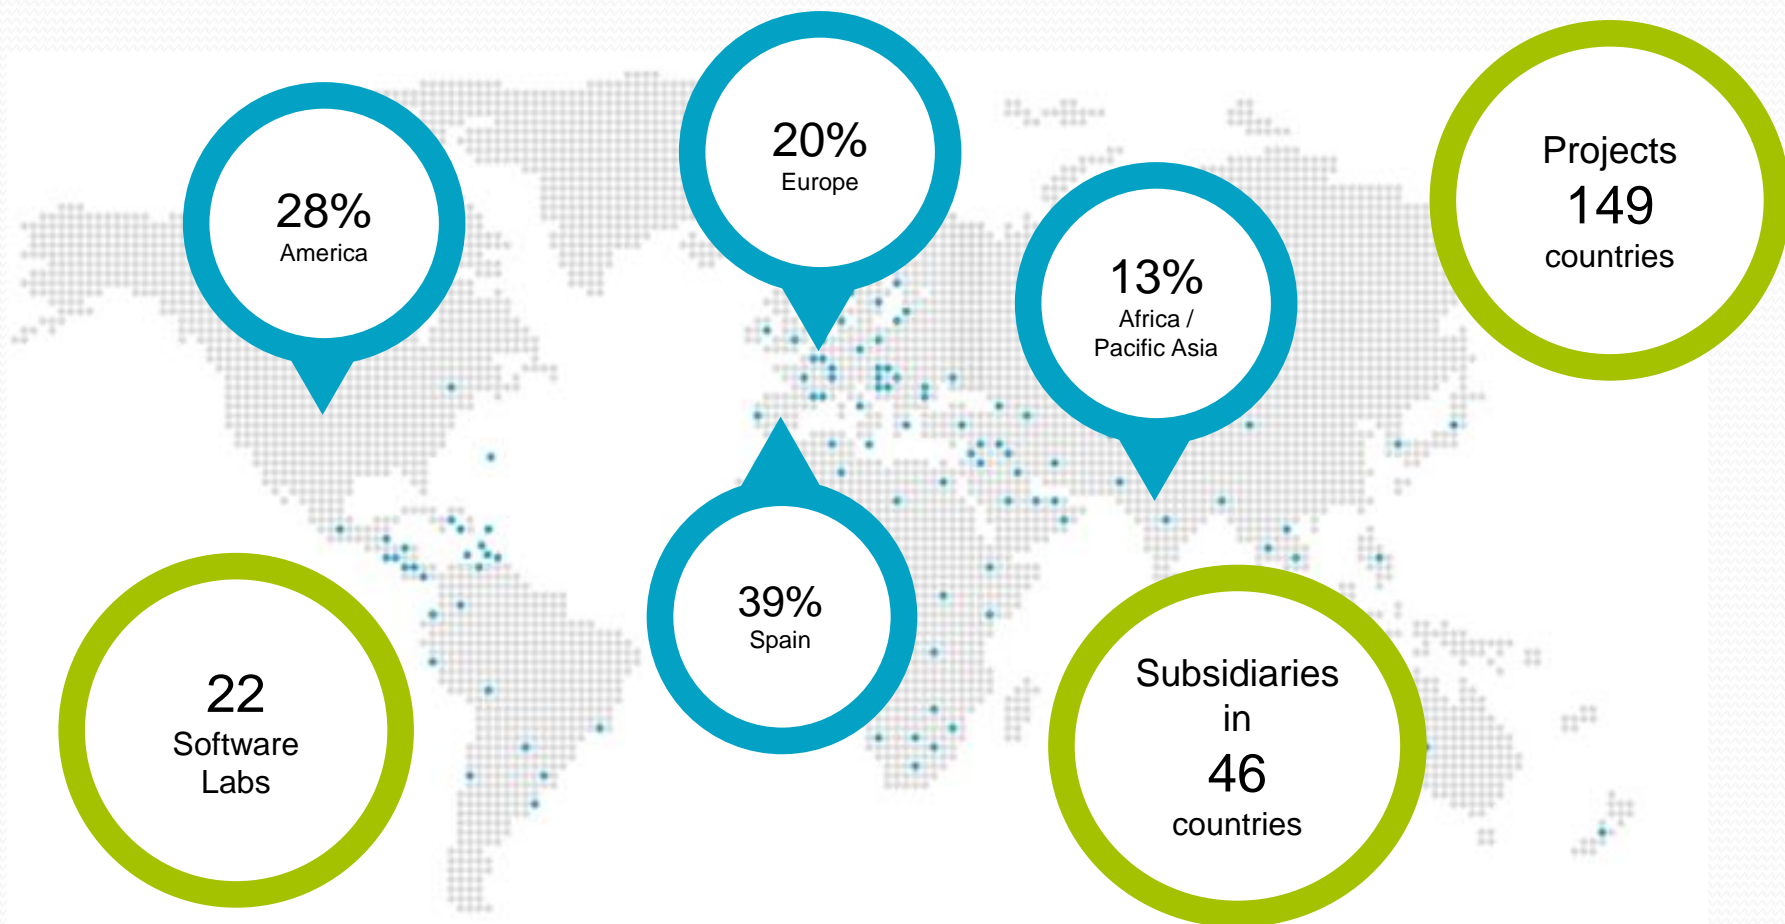 20%
Europe
Projects
149
countries
28%
America
13%
Africa /
Pacific Asia
39%
Spain
22
Software
Labs
Subsidiaries
in
46
countries